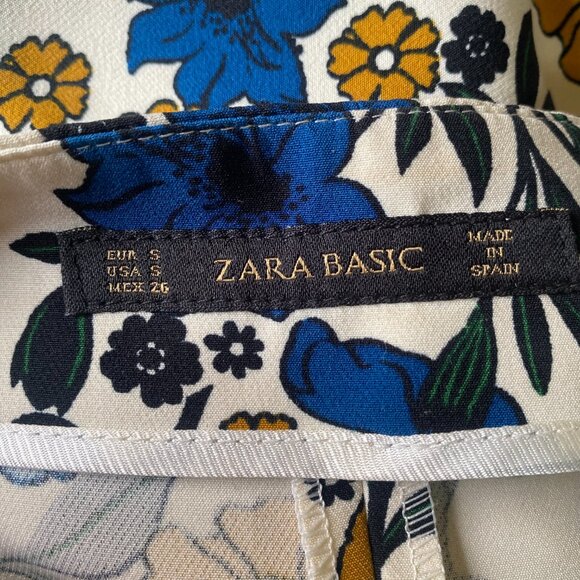 EUR S
USA S
MEX 26
ZARA BASIC
MADE
IN
SPAIN